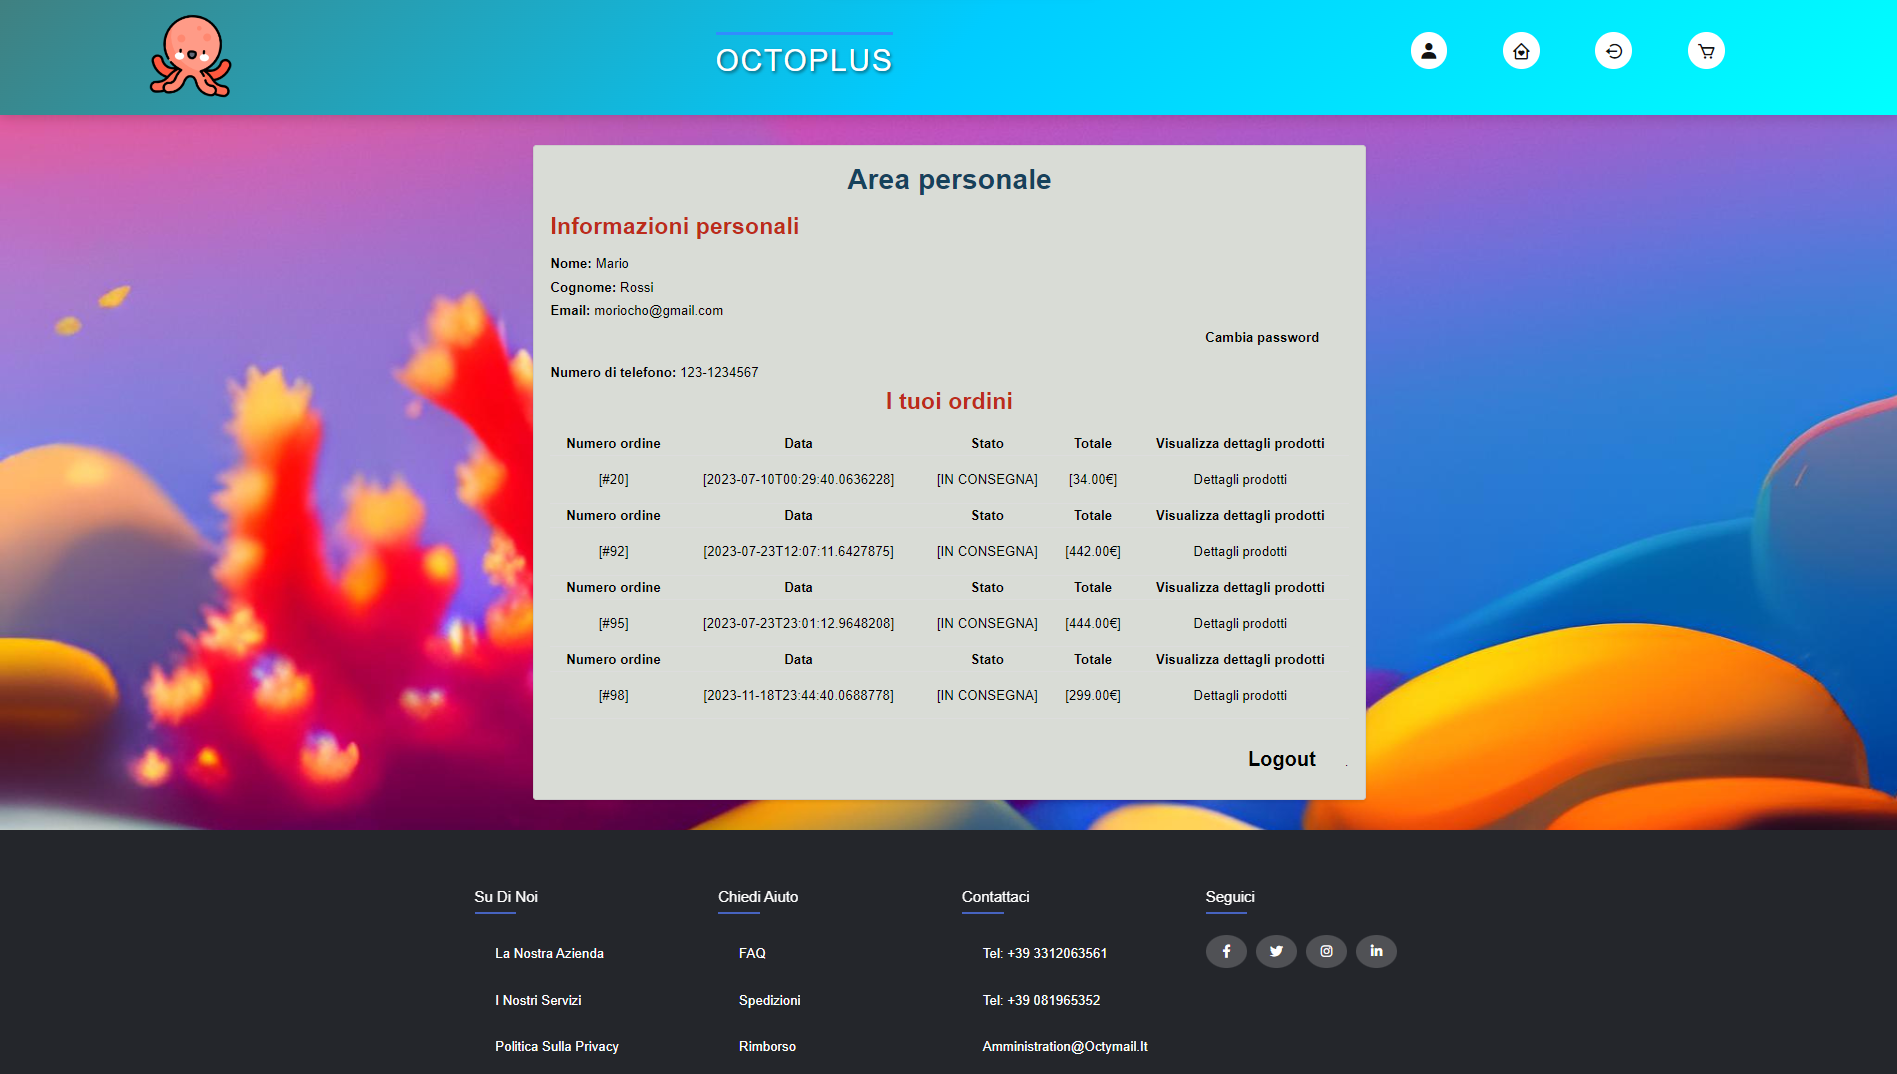 OCTOPLUS
Area personale
Informazioni personali
Nome: Mario
Cognome: Rossi
Email: moriocho@gmail.com
Cambia password
Numero di telefono: 123-1234567
I tuoi ordini
Numero ordine Data Stato Totale Visualizza dettagli prodotti
[#20] [2023-07-10T00:29:40.0636228] [IN CONSEGNA] [34.00€] Dettagli prodotti
Numero ordine Data Stato Totale Visualizza dettagli prodotti
[#92] [2023-07-23T12:07:11.6427875] [IN CONSEGNA] [442.00€] Dettagli prodotti
Numero ordine Data Stato Totale Visualizza dettagli prodotti
[#95] [2023-07-23T23:01:12.9648208] [IN CONSEGNA] [444.00€] Dettagli prodotti
Numero ordine Data Stato Totale Visualizza dettagli prodotti
[#98] [2023-11-18T23:44:40.0688778] [IN CONSEGNA] [299.00€] Dettagli prodotti
Logout .
Su Di Noi
La Nostra Azienda
I Nostri Servizi
Politica Sulla Privacy
Chiedi Aiuto
FAQ
Spedizioni
Rimborso
Contattaci
Tel: +39 3312063561
Tel: +39 081965352
Amministration@Octymail.It
Seguici